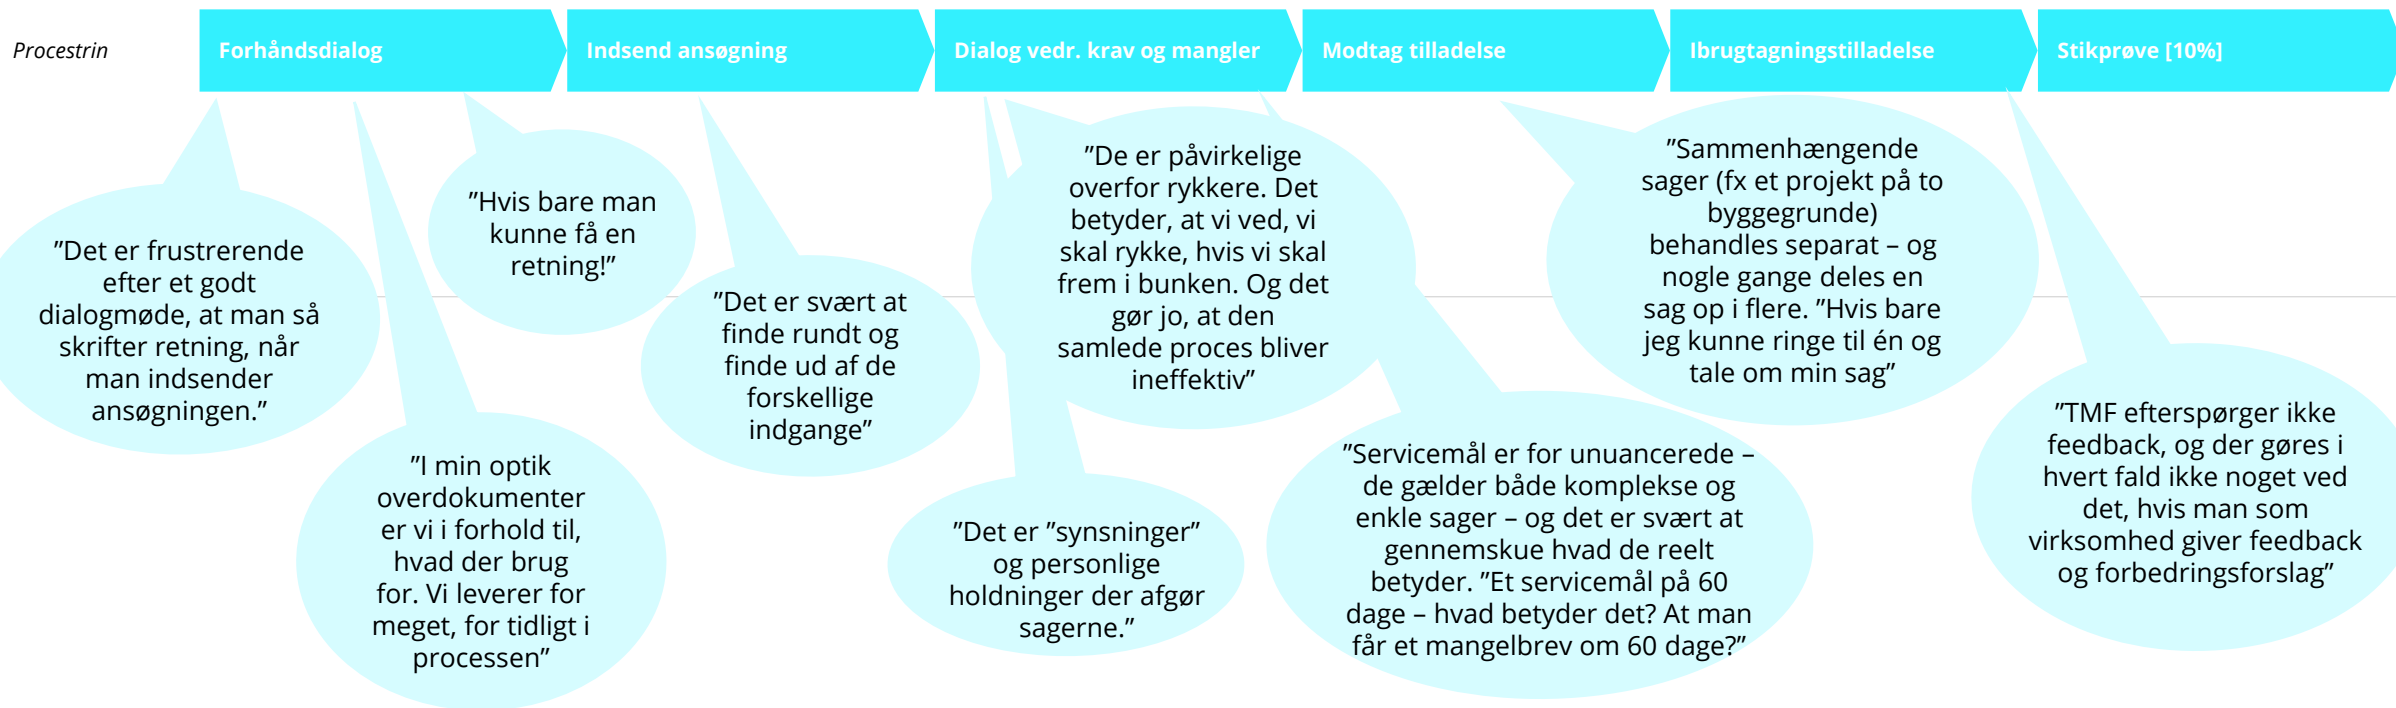 Procestrin
Forhåndsdialog
Indsend ansøgning
Dialog vedr. krav og mangler
Modtag tilladelse
Ibrugtagningstilladelse
Stikprøve [10%]
”Det er frustrerende
efter et godt
dialogmøde, at man så
skrifter retning, når
man indsender
ansøgningen.”
”I min optik
overdokumenter
er vi i forhold til,
hvad der brug
for. Vi leverer for
meget, for tidligt i
processen”
”Hvis bare man
kunne få en
retning!”
”Det er svært at
finde rundt og
finde ud af de
forskellige
indgange”
”De er påvirkelige
overfor rykkere. Det
betyder, at vi ved, vi
skal rykke, hvis vi skal
frem i bunken. Og det
gør jo, at den
samlede proces bliver
ineffektiv”
”Det er ”synsninger”
og personlige
holdninger der afgør
sagerne.”
”Servicemål er for unuancerede –
de gælder både komplekse og
enkle sager – og det er svært at
gennemskue hvad de reelt
betyder. ”Et servicemål på 60
dage – hvad betyder det? At man
får et mangelbrev om 60 dage?”
”Sammenhængende
sager (fx et projekt på to
byggegrunde)
behandles separat – og
nogle gange deles en
sag op i flere. ”Hvis bare
jeg kunne ringe til én og
tale om min sag”
”TMF efterspørger ikke
feedback, og der gøres i
hvert fald ikke noget ved
det, hvis man som
virksomhed giver feedback
og forbedringsforslag”